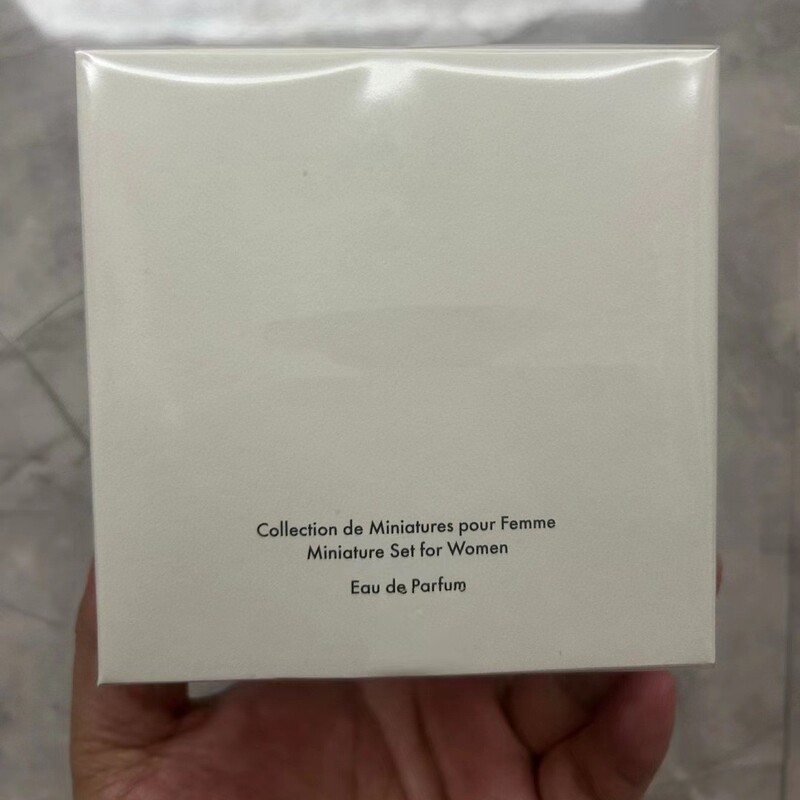 Collection de Miniatures pour Femme
Miniature Set for Women
Eau de Parfum